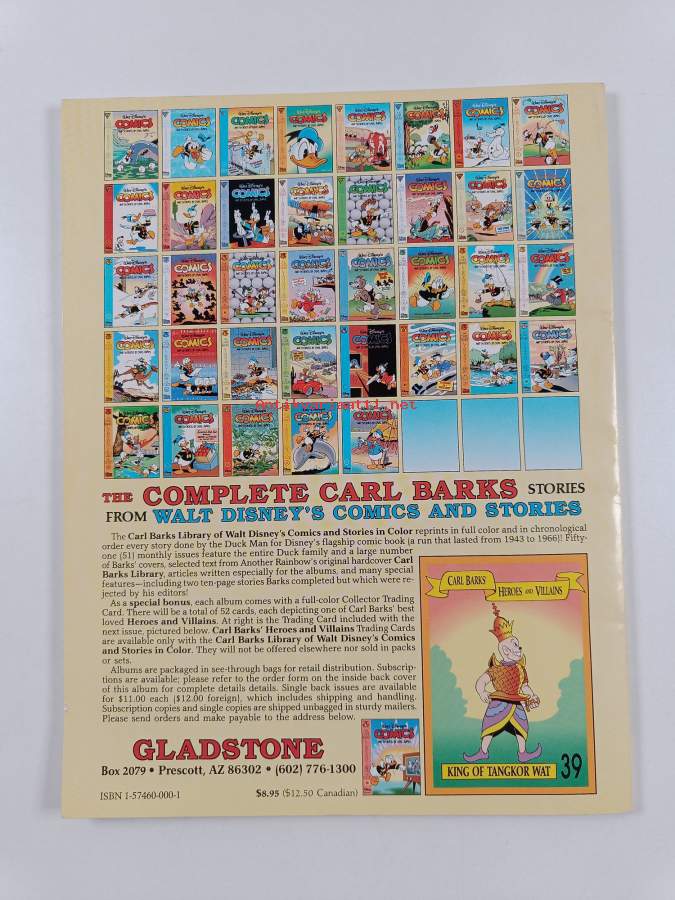 Antikvariaatti.net
THE COMPLETE CARL BARKS STORIES
FROM WALT DISNEY'S COMICS AND STORIES
The Carl Barks Library of Walt Disney's Comics and Stories in Color reprints in full color and in chronological
order every story done by the Duck Man for Disney's flagship comic book (a run that lasted from 1943 to 1966)! Fifty-
one (51) monthly issues feature the entire Duck family and a large number
of Barks' covers, selected text from Another Rainbow's original hardcover Carl
Barks Library, articles written especially for the albums, and many special
features—including two ten-page stories Barks completed but which were re-
jected by his editors!
As a special bonus, each album comes with a full-color Collector Trading
Card. There will be a total of 52 cards, each depicting one of Carl Barks' best
loved Heroes and Villains. At right is the Trading Card included with the
next issue, pictured below. Carl Barks' Heroes and Villains Trading Cards
are available only with the Carl Barks Library of Walt Disney's Comics
and Stories in Color. They will not be offered elsewhere nor sold in packs
or sets.
Albums are packaged in see-through bags for retail distribution. Subscrip-
tions are available; please refer to the order form on the inside back cover
of this album for complete details details. Single back issues are available
for $11.00 each ($12.00 foreign), which includes shipping and handling.
Subscription copies and single copies are shipped unbagged in sturdy mailers.
Please send orders and make payable to the address below.
GLADSTONE
Box 2079 • Prescott, AZ 86302 • (602) 776-1300
ISBN 1-57460-000-1
$8.95 ($12.50 Canadian)
CARL BARKS' HEROES AND VILLAINS
KING OF TANGKOR WAT 39